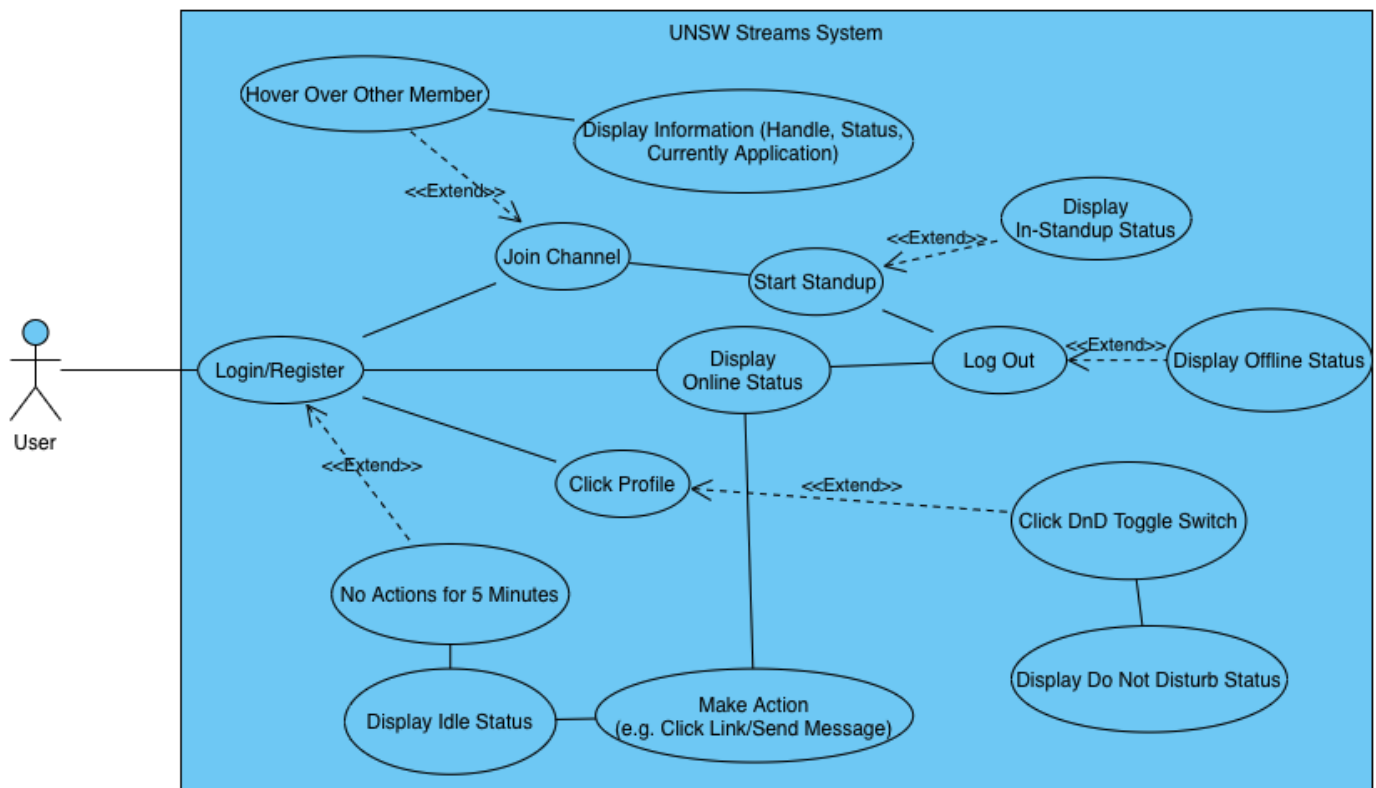 UNSW Streams System
Hover Over Other Member
Display Information (Handle, Status,
Currently Application)
<<Extend>>
Display
In-Standup Status
<<Extend>>
Join Channel
Start Standup
Login/Register
Display
Online Status
Log Out
<<Extend>>
Display Offline Status
User
<<Extend>>
Click Profile
<<Extend>>
Click DnD Toggle Switch
No Actions for 5 Minutes
Display Do Not Disturb Status
Display Idle Status
Make Action
(e.g. Click Link/Send Message)